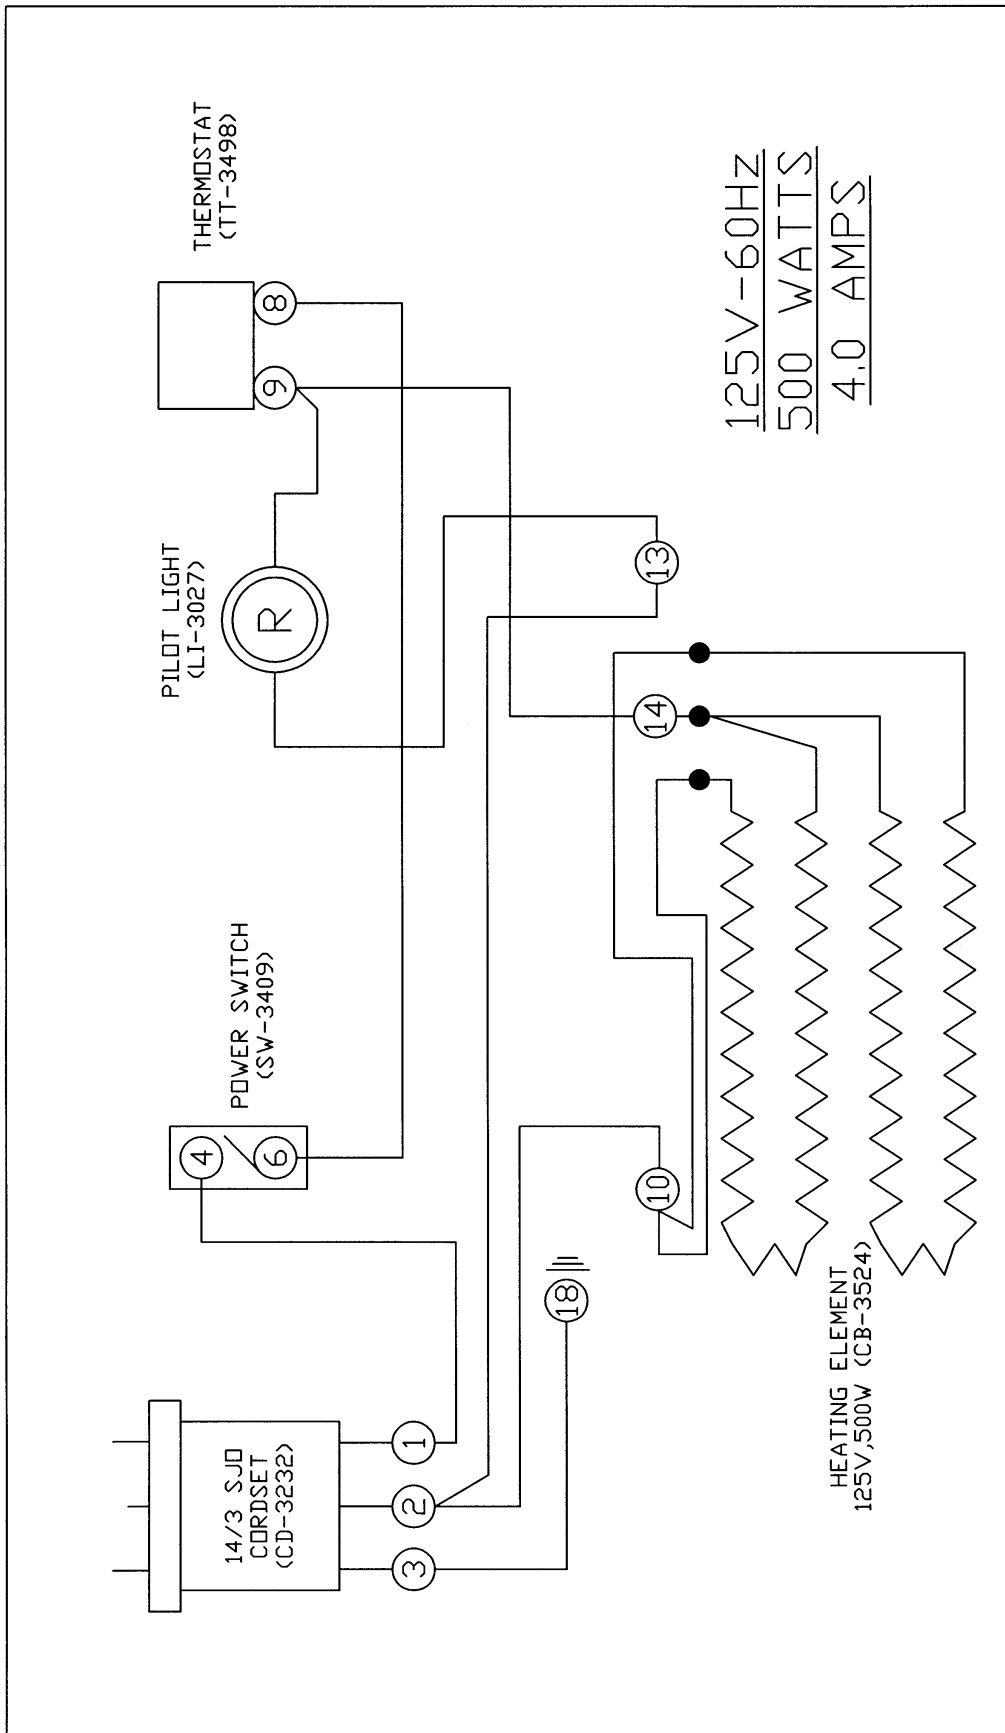 14/3 SJO
CORDSET
(CD-3232)
1
2
3
POWER SWITCH
(SW-3409)
4
6
PILOT LIGHT
(LI-3027)
R
THERMOSTAT
(TT-3498)
9
8
18
10
14
13
HEATING ELEMENT
125V,500W (CB-3524)
125V-60Hz
500 WATTS
4.0 AMPS